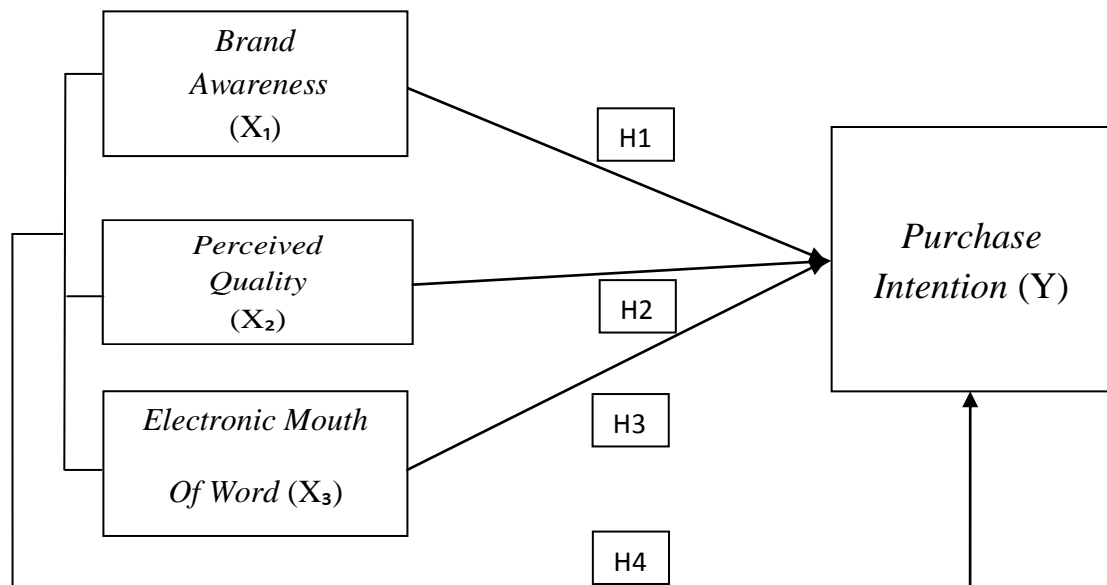 Brand
Awareness
(X₁)
H1
Perceived
Quality
(X₂)
H2
Purchase
Intention (Y)
Electronic Mouth
Of Word (X₃)
H3
H4